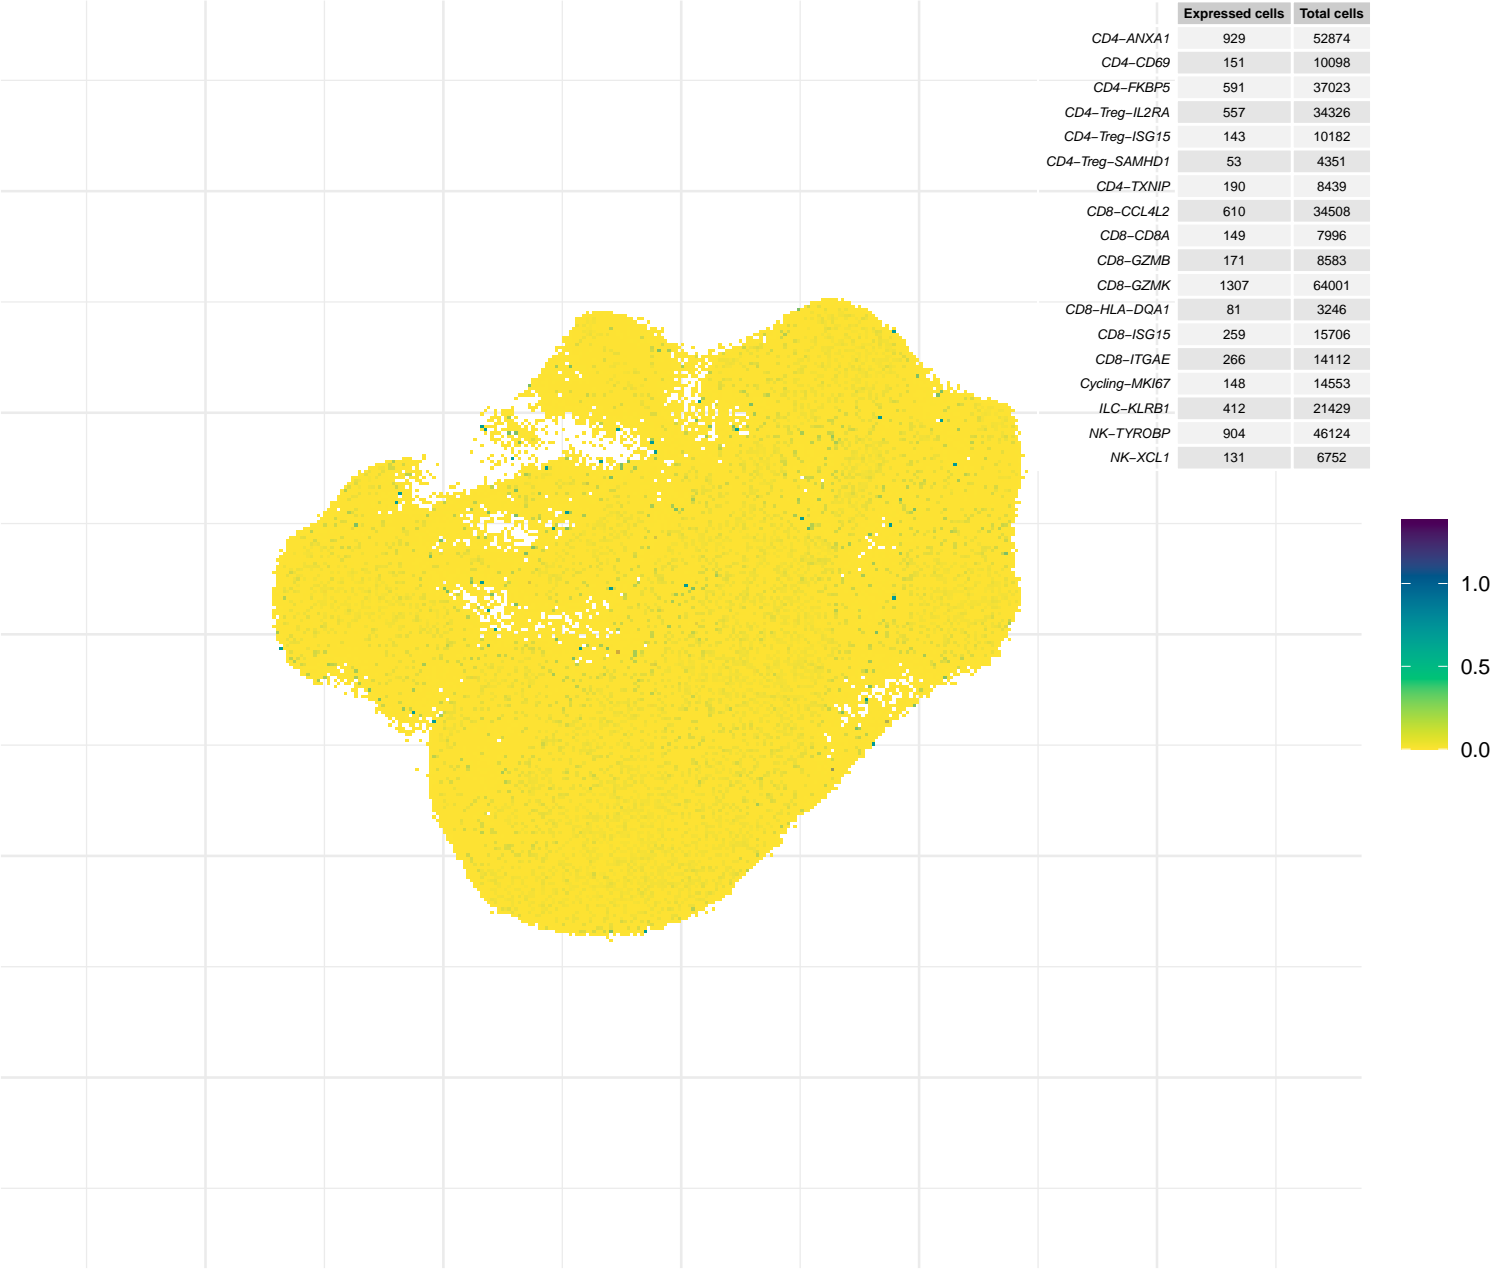 Expressed cells Total cells
CD4−ANXA1 929 52874
CD4−CD69 151 10098
CD4−FKBP5 591 37023
CD4−Treg−IL2RA 557 34326
CD4−Treg−ISG15 143 10182
CD4−Treg−SAMHD1 53 4351
CD4−TXNIP 190 8439
CD8−CCL4L2 610 34508
CD8−CD8A 149 7996
CD8−GZMB 171 8583
CD8−GZMK 1307 64001
CD8−HLA−DQA1 81 3246
CD8−ISG15 259 15706
CD8−ITGAE 266 14112
Cycling−MKI67 148 14553
ILC−KLRB1 412 21429
NK−TYROBP 904 46124
NK−XCL1 131 6752
1.0
0.5
0.0